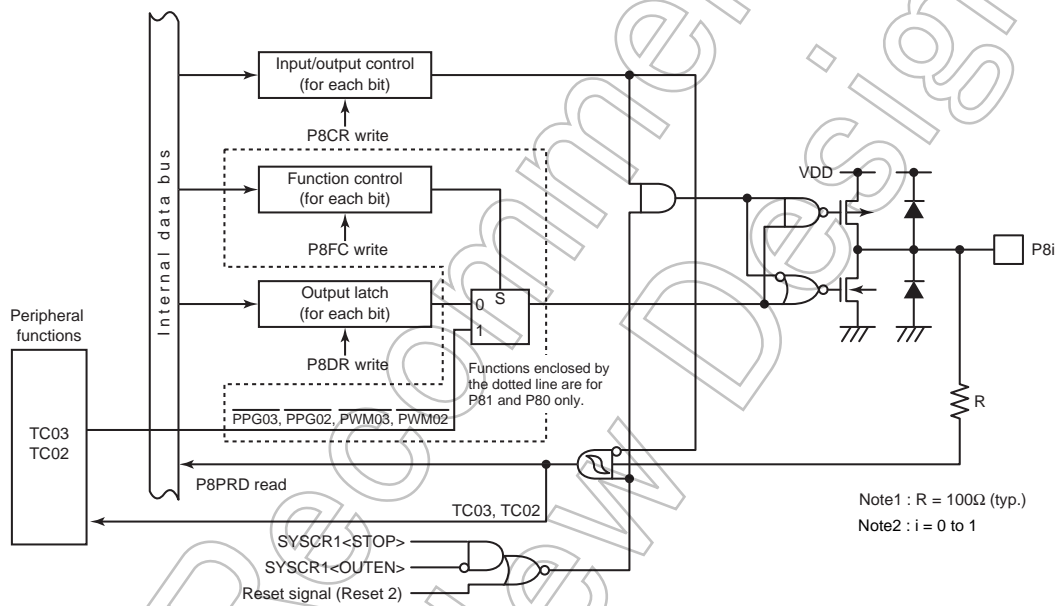 Input/output control
(for each bit)
P8CR write
Internal data bus
Function control
(for each bit)
P8FC write
VDD
P8i
Output latch
(for each bit)
P8DR write
S
0
1
Peripheral
functions
TC03
TC02
Functions enclosed by
the dotted line are for
P81 and P80 only.
PPG03, PPG02, PWM03, PWM02
R
P8PRD read
TC03, TC02
Note1 : R = 100Ω (typ.)
Note2 : i = 0 to 1
SYSCR1<STOP>
SYSCR1<OUTEN>
Reset signal (Reset 2)